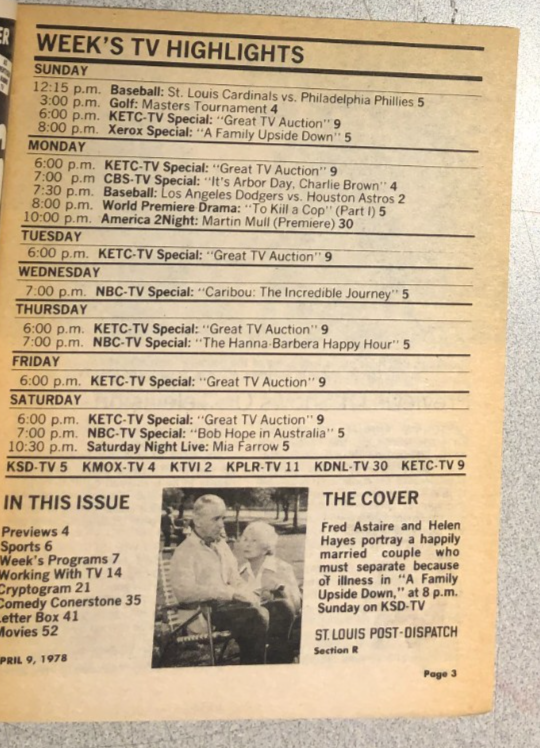 WEEK'S TV HIGHLIGHTS
SUNDAY
12:15 p.m. Baseball: St. Louis Cardinals vs. Philadelphia Phillies 5
3:00 p.m. Golf: Masters Tournament 4
6:00 p.m. KETC-TV Special: "Great TV Auction" 9
8:00 p.m. Xerox Special: "A Family Upside Down" 5
MONDAY
6:00 p.m. KETC-TV Special: "Great TV Auction" 9
7:00 p.m CBS-TV Special: "It's Arbor Day, Charlie Brown" 4
7:30 p.m. Baseball: Los Angeles Dodgers vs. Houston Astros 2
8:00 p.m. World Premiere Drama: "To Kill a Cop" (Part I) 5
10:00 p.m. America 2Night: Martin Mull (Premiere) 30
TUESDAY
6:00 p.m. KETC-TV Special: "Great TV Auction" 9
WEDNESDAY
7:00 p.m. NBC-TV Special: "Caribou: The Incredible Journey" 5
THURSDAY
6:00 p.m. KETC-TV Special: "Great TV Auction" 9
7:00 p.m. NBC-TV Special: "The Hanna-Barbera Happy Hour" 5
FRIDAY
6:00 p.m. KETC-TV Special: "Great TV Auction" 9
SATURDAY
6:00 p.m. KETC-TV Special: "Great TV Auction" 9
7:00 p.m. NBC-TV Special: "Bob Hope in Australia" 5
10:30 p.m. Saturday Night Live: Mia Farrow 5
KSD-TV 5 KMOX-TV 4 KTVI 2 KPLR-TV 11 KDNL-TV 30 KETC-TV 9
IN THIS ISSUE
Previews 4
Sports 6
Week's Programs 7
Working With TV 14
Cryptogram 21
Comedy Conerstone 35
Letter Box 41
Movies 52
PRIL 9, 1978
THE COVER
Fred Astaire and Helen
Hayes portray a happily
married couple who
must separate because
of illness in "A Family
Upside Down," at 8 p.m.
Sunday on KSD-TV
ST. LOUIS POST-DISPATCH
Section R
Page 3